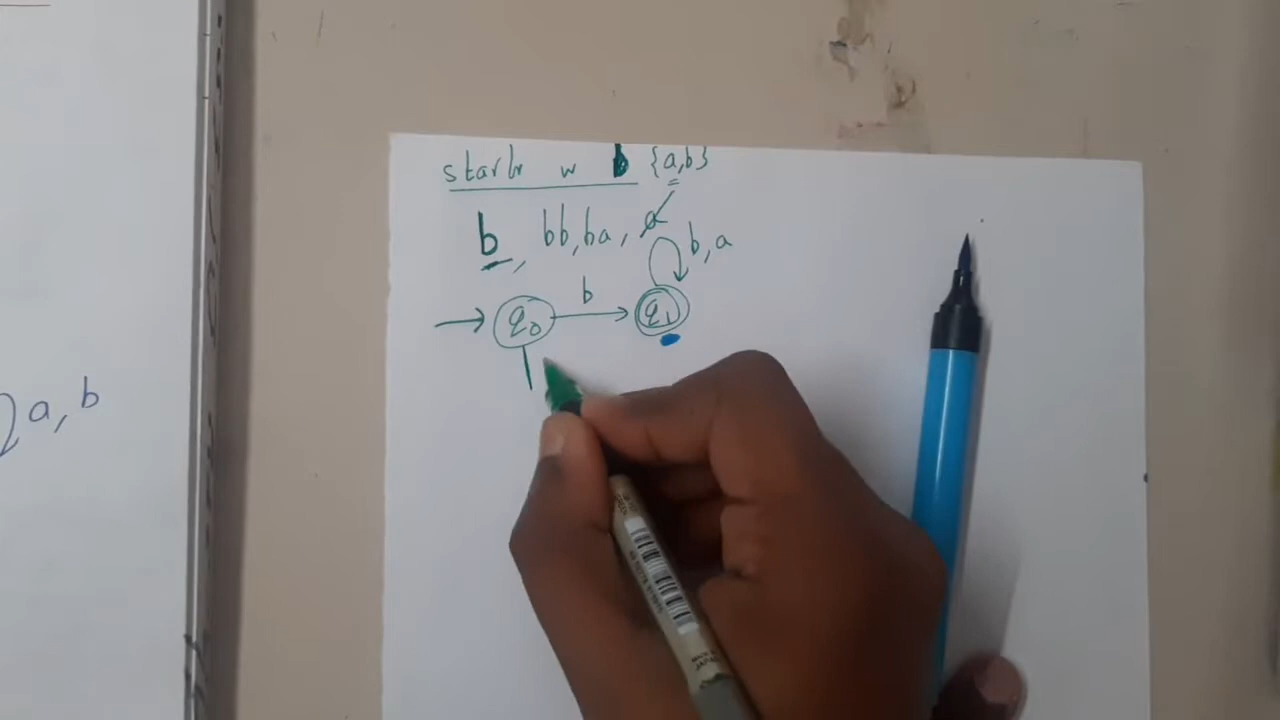 starts w b {a,b}
b, bb, ba, a
b, a
b
q0 q1
a, b